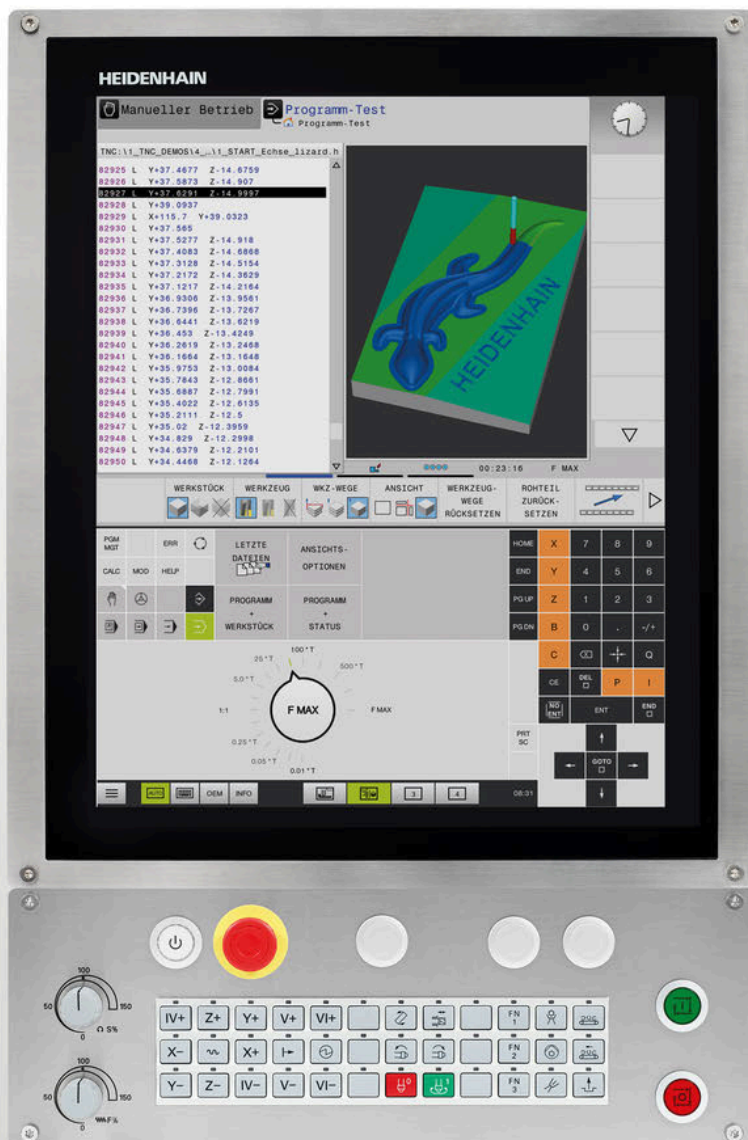 HEIDENHAIN
Manueller Betrieb
Programm-Test
Programm-Test
TNC:\1_TNC_DEMOS\4_…\1_START_Echse_lizard.h
82925 L Y+37.4677 Z-14.6759
82926 L Y+37.5873 Z-14.907
82927 L Y+37.6291 Z-14.9997
82928 L Y+39.0937
82929 L X+115.7 Y+39.0323
82930 L Y+37.565
82931 L Y+37.5277 Z-14.918
82932 L Y+37.4083 Z-14.6868
82933 L Y+37.3128 Z-14.5154
82934 L Y+37.2172 Z-14.3629
82935 L Y+37.1217 Z-14.2164
82936 L Y+36.9306 Z-13.9561
82937 L Y+36.7396 Z-13.7267
82938 L Y+36.6441 Z-13.6219
82939 L Y+36.453 Z-13.4249
82940 L Y+36.2619 Z-13.2468
82941 L Y+36.1664 Z-13.1648
82942 L Y+35.9753 Z-13.0084
82943 L Y+35.7843 Z-12.8661
82944 L Y+35.6887 Z-12.7991
82945 L Y+35.4022 Z-12.6135
82946 L Y+35.2111 Z-12.5
82947 L Y+35.02 Z-12.3959
82948 L Y+34.829 Z-12.2998
82949 L Y+34.6379 Z-12.2101
82950 L Y+34.4468 Z-12.1264
HEIDENHAIN
00:23:16 F MAX
WERKSTÜCK
WERKZEUG
WKZ-WEGE
ANSICHT
WERKZEUG-
WEGE
RÜCKSETZEN
ROHTEIL
ZURÜCK-
SETZEN
PGM
MGT
ERR
CALC
MOD
HELP
LETZTE
DATEIEN
ANSICHTS-
OPTIONEN
PROGRAMM
+
WERKSTÜCK
PROGRAMM
+
STATUS
HOME X 7 8 9
END Y 4 5 6
PG UP Z 1 2 3
PG DN B 0 . -/+
C Q
CE DEL P I
NO
ENT
ENT
END
PRT
SC
GOTO
100*T
25*T
500*T
5.0*T
1:1
F MAX
F MAX
0.25*T
0.05*T
0.01*T
AUTO
OEM
INFO
3
4
08:31
100
50
150
0
S%
100
50
150
0
F%
IV+ Z+ Y+ V+ VI+ FN
1
X- X+ FN
2
Y- Z- IV- V- VI- FN
3